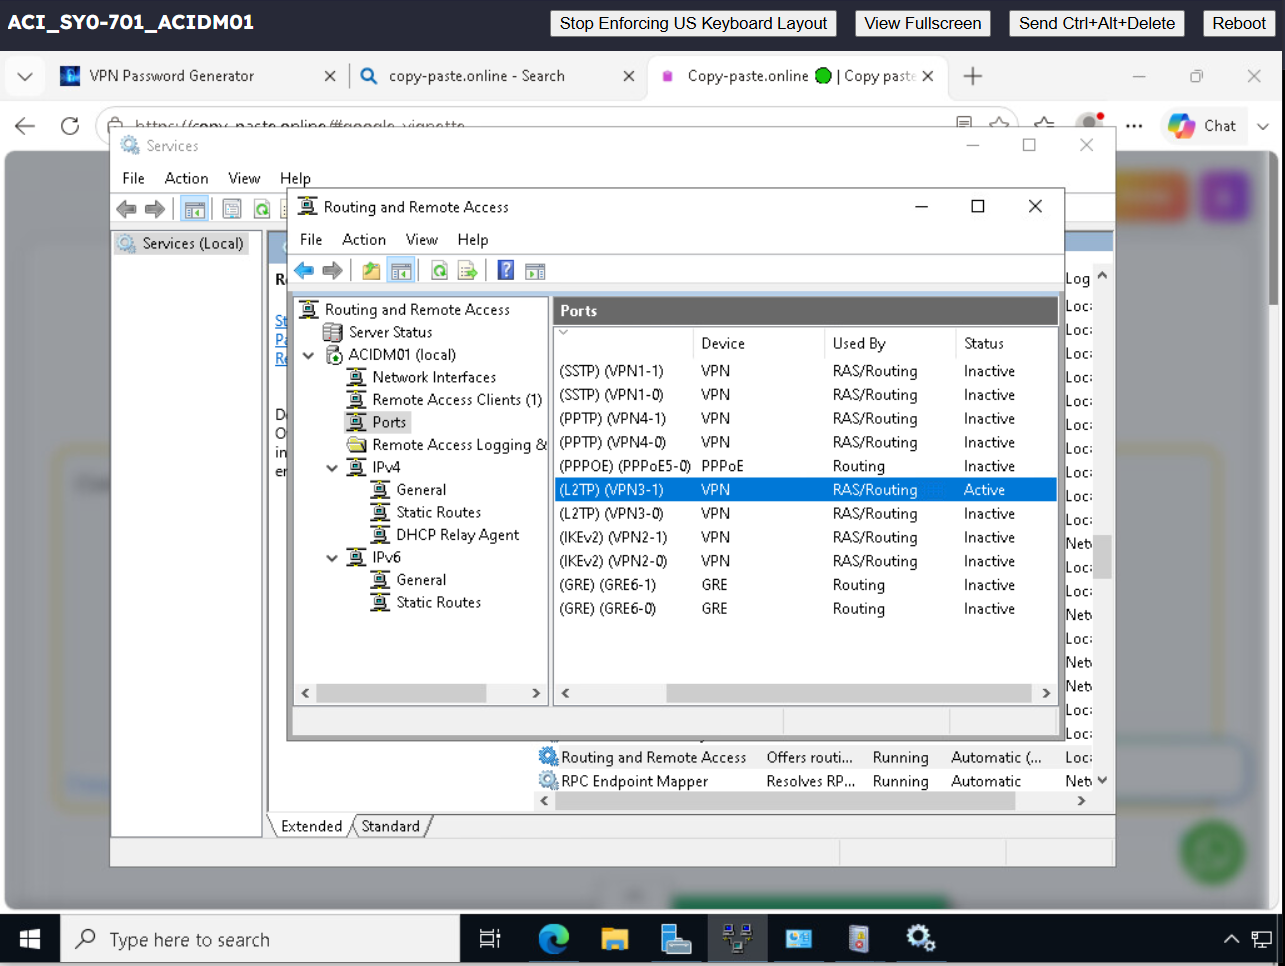 ACI_SY0-701_ACIDM01
Stop Enforcing US Keyboard Layout
View Fullscreen
Send Ctrl+Alt+Delete
Reboot
VPN Password Generator
copy-paste.online - Search
Copy-paste.online 🟢 | Copy paste
https://copy-paste.online/#google_vignette
Chat
Services
File Action View Help
Services (Local)
Log
Routing and Remote Access
File Action View Help
Routing and Remote Access
Server Status
ACIDM01 (local)
Network Interfaces
Remote Access Clients (1)
Ports
Remote Access Logging &
IPv4
General
Static Routes
DHCP Relay Agent
IPv6
General
Static Routes
Ports
Device Used By Status
(SSTP) (VPN1-1) VPN RAS/Routing Inactive
(SSTP) (VPN1-0) VPN RAS/Routing Inactive
(PPTP) (VPN4-1) VPN RAS/Routing Inactive
(PPTP) (VPN4-0) VPN RAS/Routing Inactive
(PPPOE) (PPPoE5-0) PPPoE Routing Inactive
(L2TP) (VPN3-1) VPN RAS/Routing Active
(L2TP) (VPN3-0) VPN RAS/Routing Inactive
(IKEv2) (VPN2-1) VPN RAS/Routing Inactive
(IKEv2) (VPN2-0) VPN RAS/Routing Inactive
(GRE) (GRE6-1) GRE Routing Inactive
(GRE) (GRE6-0) GRE Routing Inactive
Routing and Remote Access Offers routi... Running Automatic (... Loc
RPC Endpoint Mapper Resolves RP... Running Automatic Net
Extended Standard
Type here to search